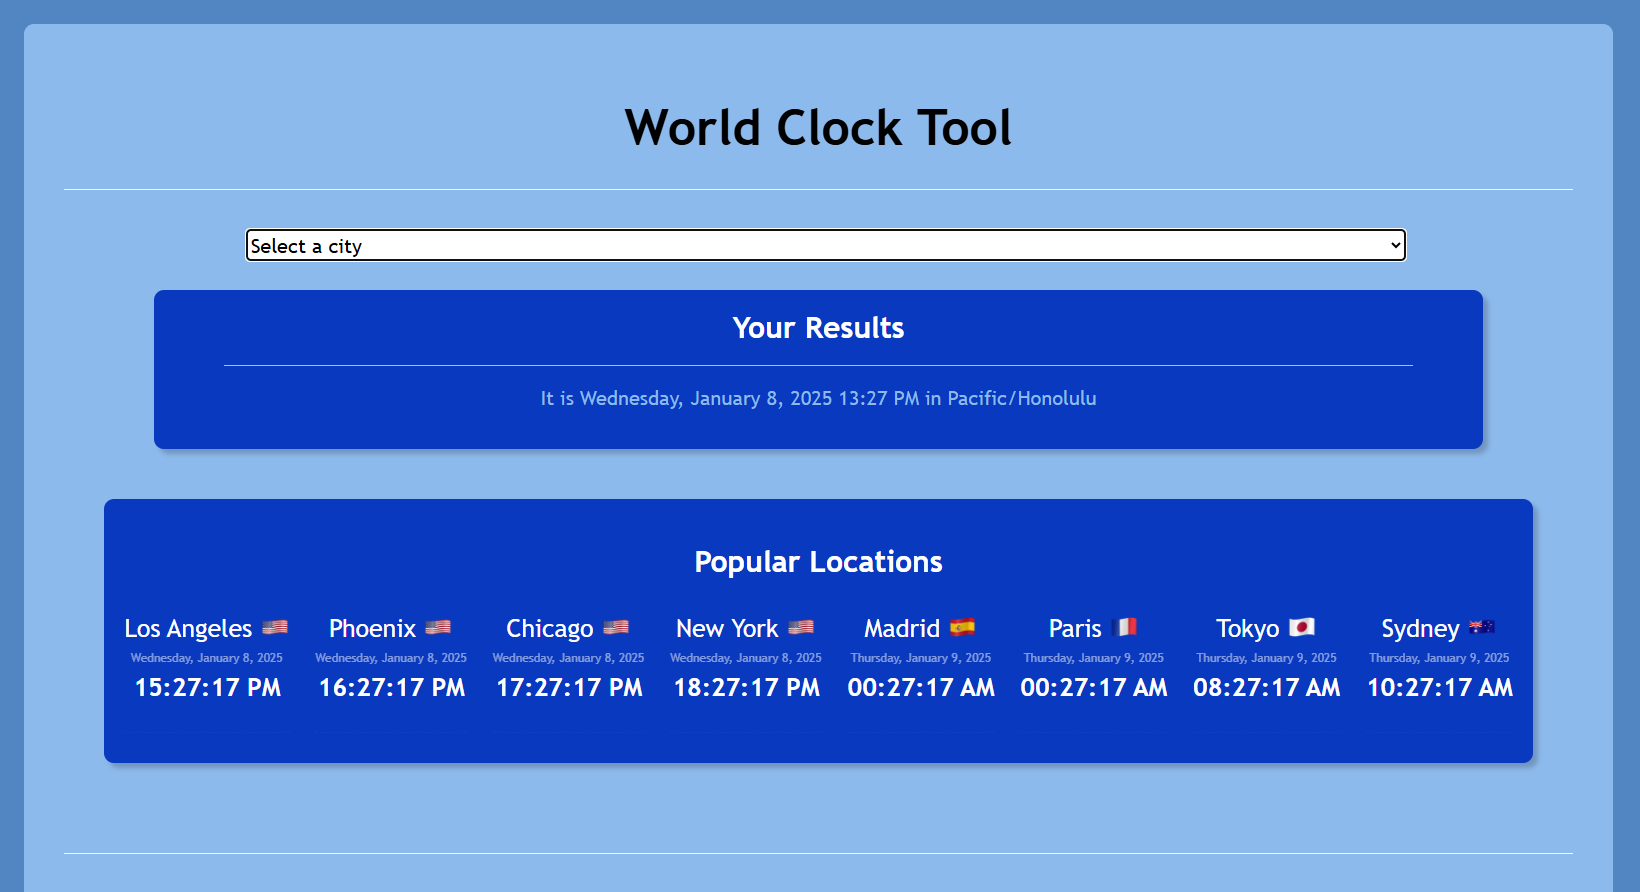 World Clock Tool
Select a city
Your Results
It is Wednesday, January 8, 2025 13:27 PM in Pacific/Honolulu
Popular Locations
Los Angeles 🇺🇸 Phoenix 🇺🇸 Chicago 🇺🇸 New York 🇺🇸 Madrid 🇪🇸 Paris 🇫🇷 Tokyo 🇯🇵 Sydney 🇦🇺
Wednesday, January 8, 2025 Wednesday, January 8, 2025 Wednesday, January 8, 2025 Wednesday, January 8, 2025 Thursday, January 9, 2025 Thursday, January 9, 2025 Thursday, January 9, 2025 Thursday, January 9, 2025
15:27:17 PM 16:27:17 PM 17:27:17 PM 18:27:17 PM 00:27:17 AM 00:27:17 AM 08:27:17 AM 10:27:17 AM